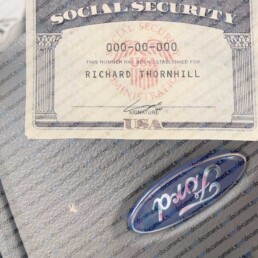 SOCIAL SECURITY
000-00-000
THIS NUMBER HAS BEEN ESTABLISHED FOR
RICHARD THORNHILL
SIGNATURE
USA
Ford